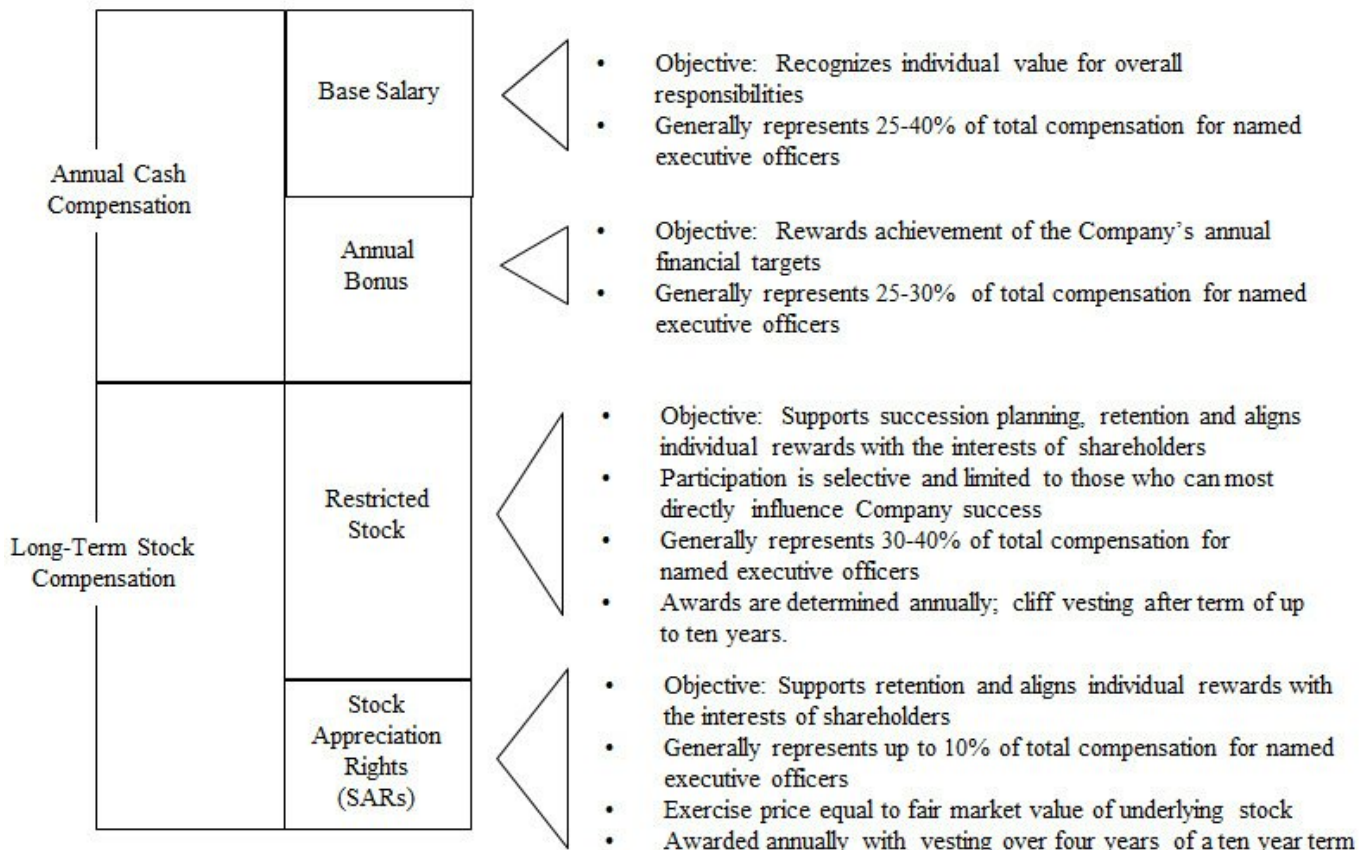 Base Salary
• Objective: Recognizes individual value for overall
responsibilities
• Generally represents 25-40% of total compensation for named
executive officers
Annual Cash
Compensation
Annual
Bonus
• Objective: Rewards achievement of the Company's annual
financial targets
• Generally represents 25-30% of total compensation for named
executive officers
Restricted
Stock
• Objective: Supports succession planning, retention and aligns
individual rewards with the interests of shareholders
• Participation is selective and limited to those who can most
directly influence Company success
• Generally represents 30-40% of total compensation for
named executive officers
• Awards are determined annually; cliff vesting after term of up
to ten years.
Long-Term Stock
Compensation
Stock
Appreciation
Rights
(SARs)
• Objective: Supports retention and aligns individual rewards with
the interests of shareholders
• Generally represents up to 10% of total compensation for named
executive officers
• Exercise price equal to fair market value of underlying stock
• Awarded annually with vesting over four years of a ten year term